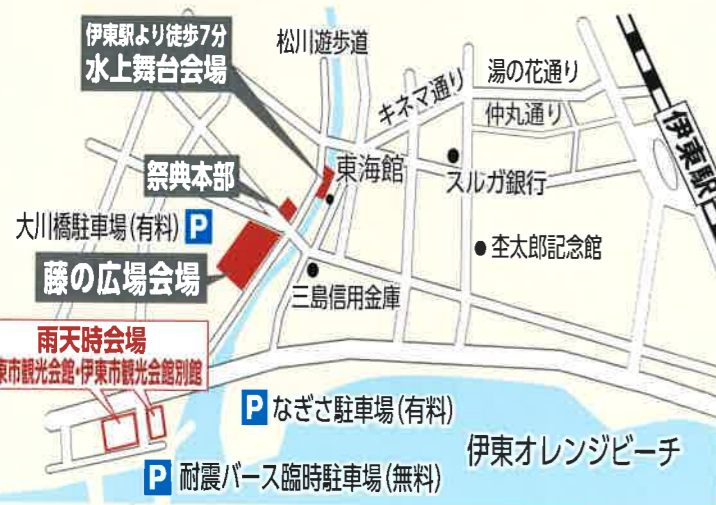 伊東駅より徒歩7分
水上舞台会場
松川遊歩道
湯の花通り
キネマ通り
仲丸通り
伊東駅
祭典本部
東海館
スルガ銀行
大川橋駐車場(有料) P
杢太郎記念館
藤の広場会場
三島信用金庫
雨天時会場
東市観光会館・伊東市観光会館別館
P なぎさ駐車場(有料)
伊東オレンジビーチ
P 耐震バース臨時駐車場(無料)